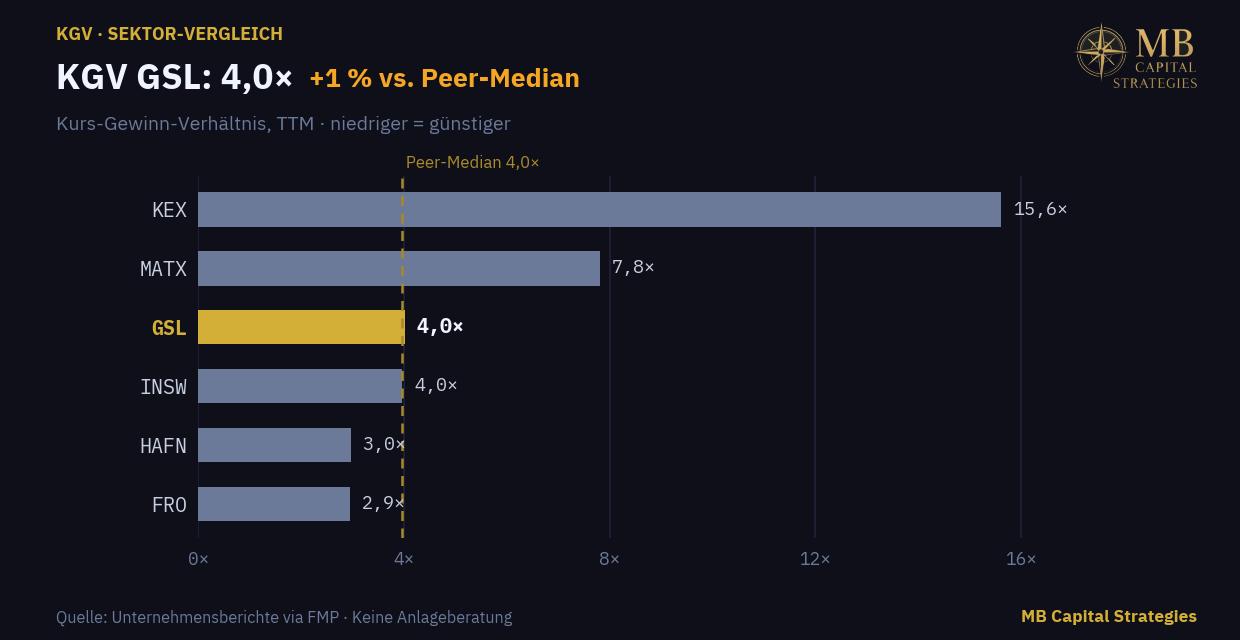 KGV · SEKTOR-VERGLEICH
MB
CAPITAL
STRATEGIES
KGV GSL: 4,0× +1 % vs. Peer-Median
Kurs-Gewinn-Verhältnis, TTM · niedriger = günstiger
Peer-Median 4,0×
KEX 15,6×
MATX 7,8×
GSL 4,0×
INSW 4,0×
HAFN 3,0×
FRO 2,9×
0× 4× 8× 12× 16×
Quelle: Unternehmensberichte via FMP · Keine Anlageberatung
MB Capital Strategies